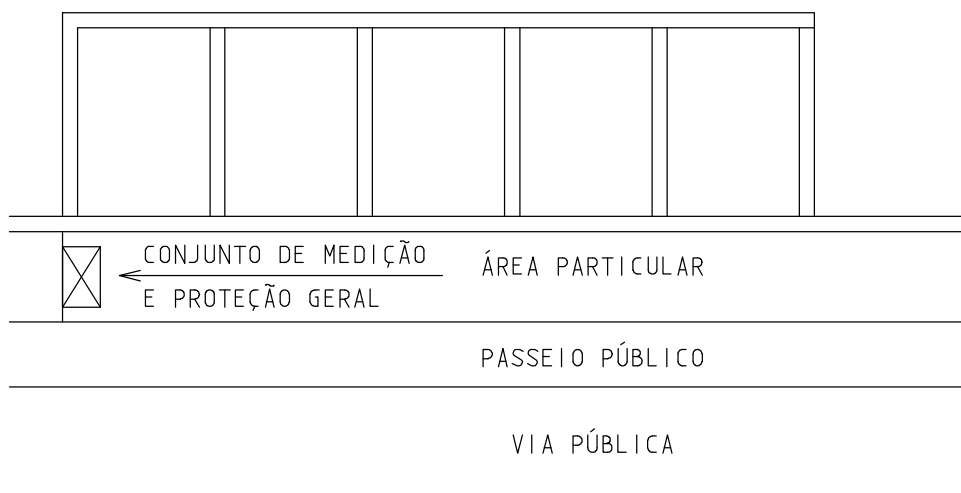 CONJUNTO DE MEDIÇÃO
E PROTEÇÃO GERAL
ÁREA PARTICULAR
PASSEIO PÚBLICO
VIA PÚBLICA